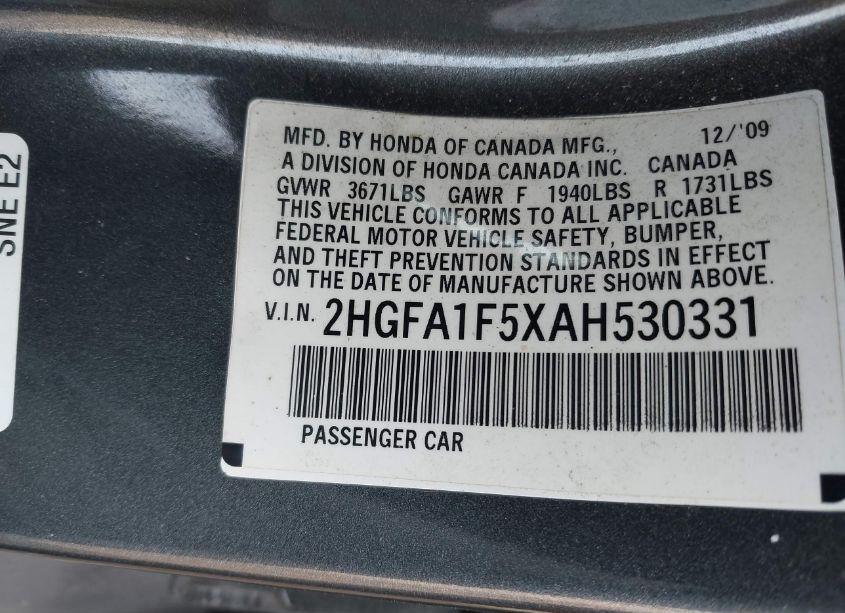 MFD. BY HONDA OF CANADA MFG., 12/'09
A DIVISION OF HONDA CANADA INC. CANADA
GVWR 3671LBS GAWR F 1940LBS R 1731LBS
THIS VEHICLE CONFORMS TO ALL APPLICABLE
FEDERAL MOTOR VEHICLE SAFETY, BUMPER,
AND THEFT PREVENTION STANDARDS IN EFFECT
ON THE DATE OF MANUFACTURE SHOWN ABOVE.
V.I.N. 2HGFA1F5XAH530331
PASSENGER CAR
SNE E2